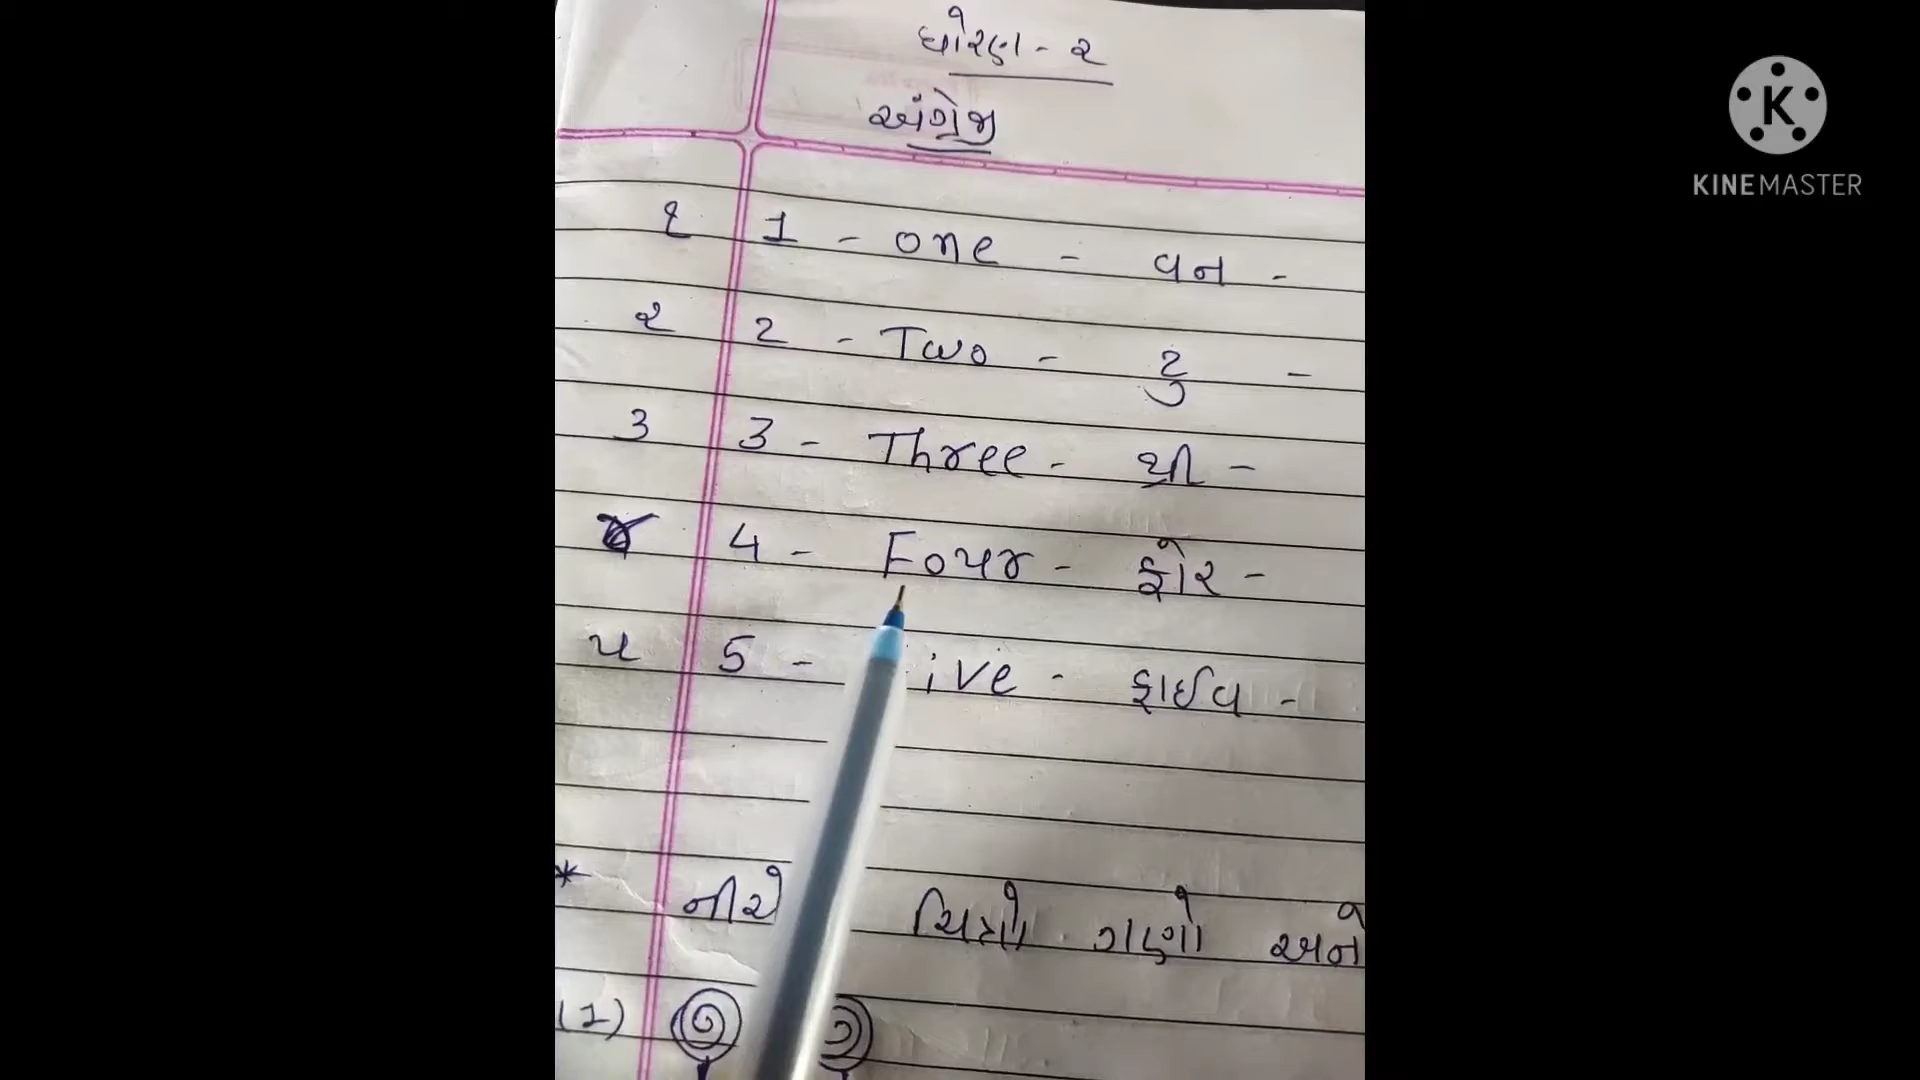 ધોરણ - ૨
અંગ્રેજી
૧ 1 - one - વન -
૨ 2 - Two - ટુ -
૩ 3 - Three - થ્રી -
૪ 4 - Four - ફોર -
૫ 5 - ive - ફાઈવ -
* નીચે ચિત્રો ગણો અને
(1)
K
KINEMASTER